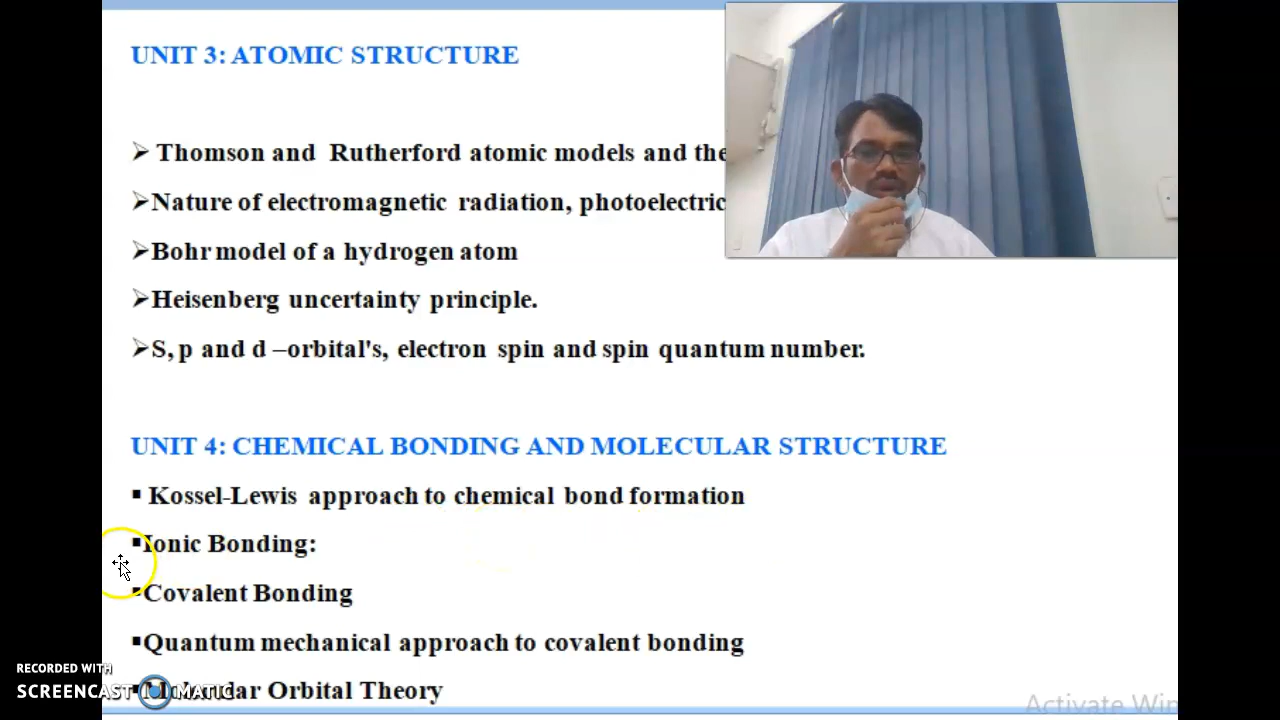 UNIT 3: ATOMIC STRUCTURE
Thomson and Rutherford atomic models and the
Nature of electromagnetic radiation, photoelectric
Bohr model of a hydrogen atom
Heisenberg uncertainty principle.
S, p and d –orbital's, electron spin and spin quantum number.
UNIT 4: CHEMICAL BONDING AND MOLECULAR STRUCTURE
Kossel-Lewis approach to chemical bond formation
Ionic Bonding:
Covalent Bonding
Quantum mechanical approach to covalent bonding
Orbital Theory
RECORDED WITH
SCREENCAST MATIC
Activate Win